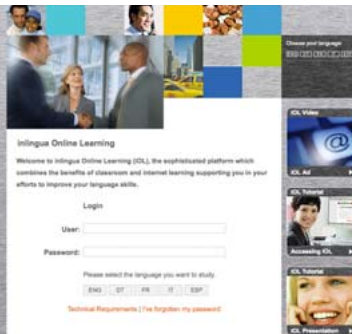 Choose your language:
inlingua Online Learning
Welcome to inlingua Online Learning (IOL), the sophisticated platform which
combines the benefits of classroom and internet learning supporting you in your
efforts to improve your language skills.
Login
User:
Password:
Please select the language you want to study.
ENG DT FR IT ESP
Technical Requirements | I've forgotten my password
IOL Video
IOL Ad
IOL Tutorial
Accessing IOL
IOL Tutorial
IOL Presentation